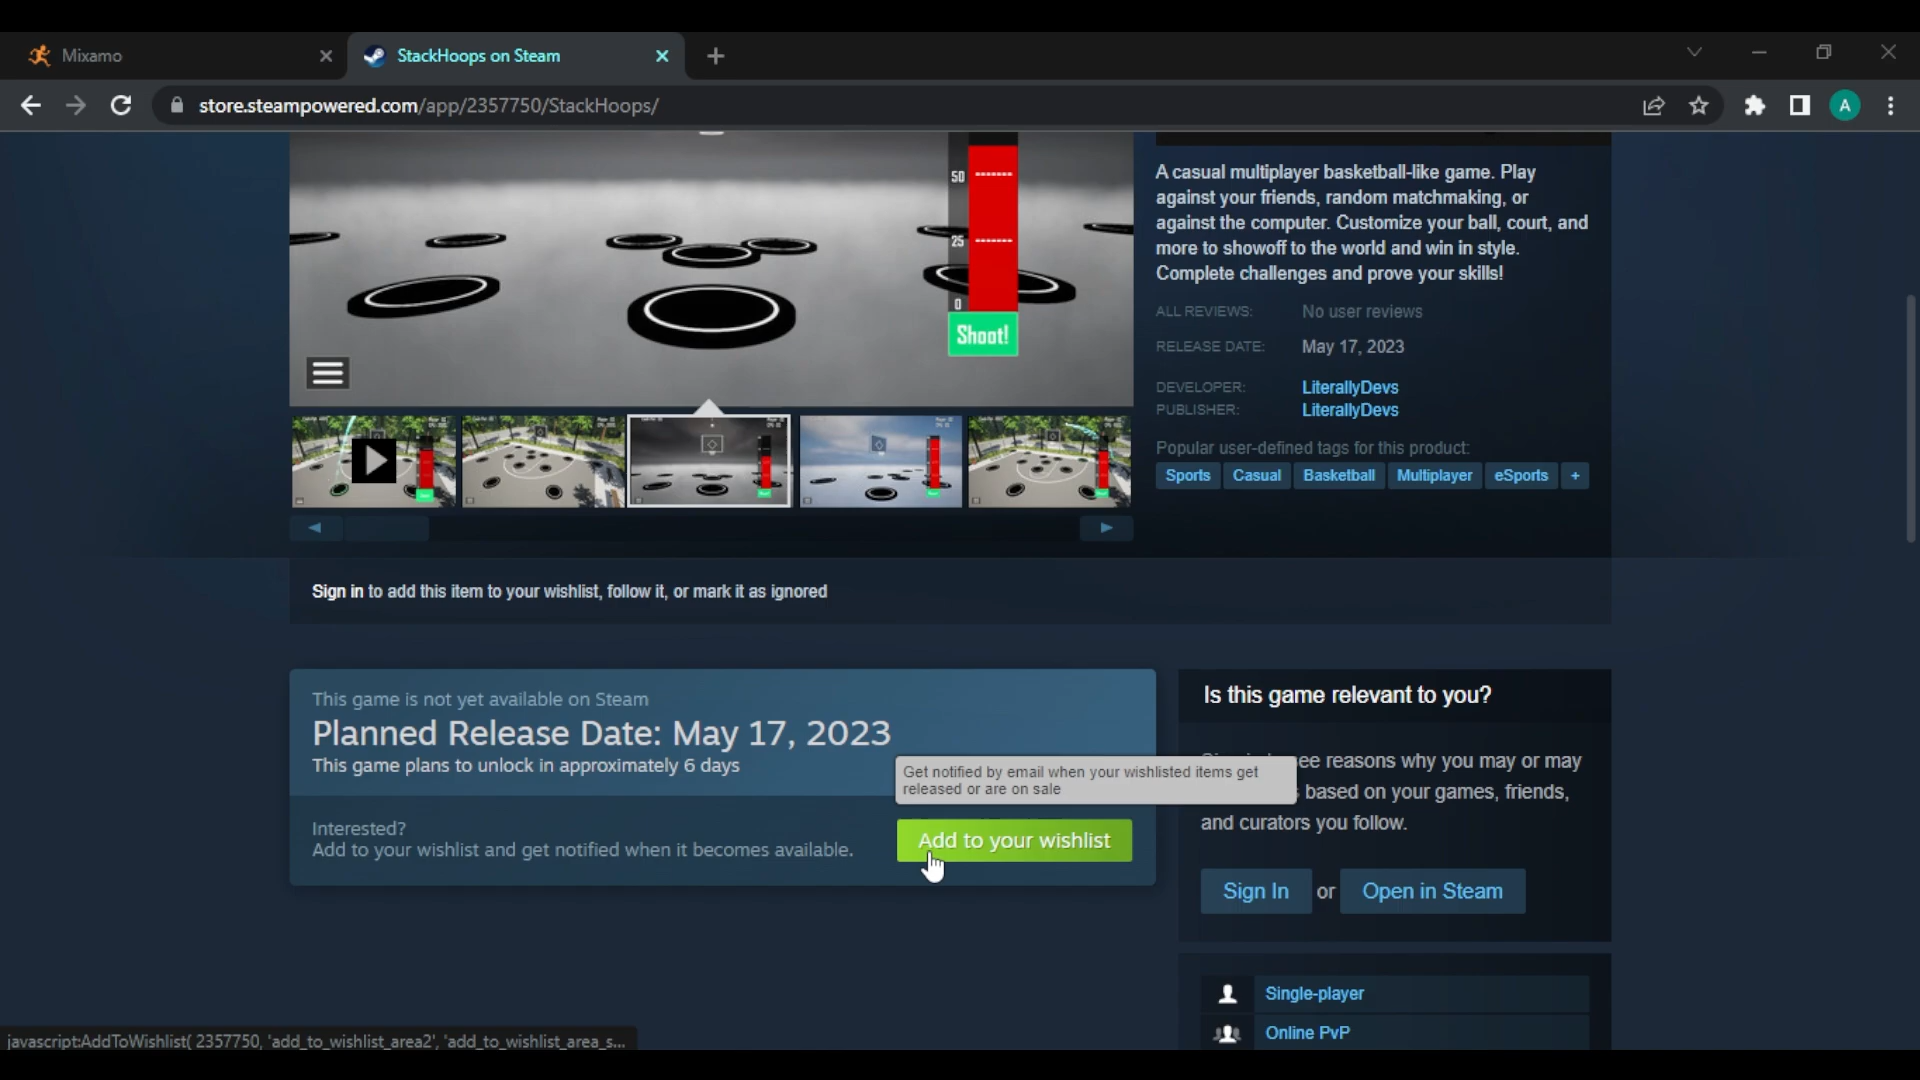 Mixamo
StackHoops on Steam
store.steampowered.com/app/2357750/StackHoops/
A
50
25
0
Shoot!
A casual multiplayer basketball-like game. Play
against your friends, random matchmaking, or
against the computer. Customize your ball, court, and
more to showoff to the world and win in style.
Complete challenges and prove your skills!
ALL REVIEWS: No user reviews
RELEASE DATE: May 17, 2023
DEVELOPER: LiterallyDevs
PUBLISHER: LiterallyDevs
Popular user-defined tags for this product:
Sports Casual Basketball Multiplayer eSports +
Sign in to add this item to your wishlist, follow it, or mark it as ignored
This game is not yet available on Steam
Planned Release Date: May 17, 2023
This game plans to unlock in approximately 6 days
Get notified by email when your wishlisted items get
released or are on sale
Interested?
Add to your wishlist and get notified when it becomes available.
Add to your wishlist
Is this game relevant to you?
see reasons why you may or may
based on your games, friends,
and curators you follow.
Sign In or Open in Steam
Single-player
Online PvP
javascript:AddToWishlist( 2357750, 'add_to_wishlist_area2', 'add_to_wishlist_area_s...